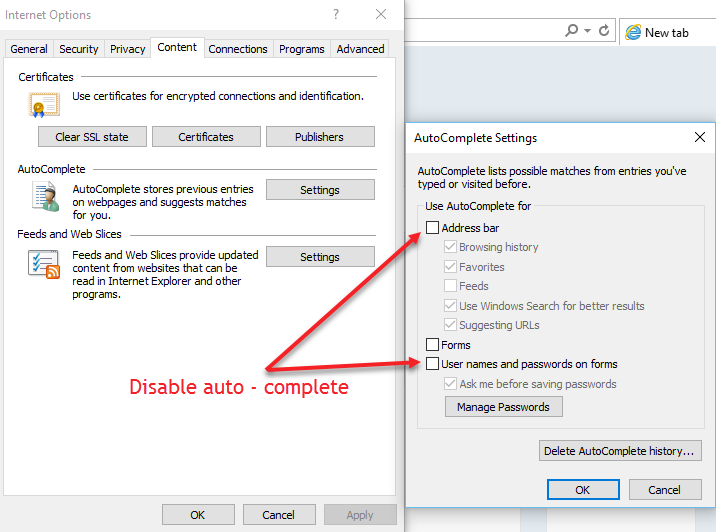 Internet Options
?
General Security Privacy Content Connections Programs Advanced
Certificates
Use certificates for encrypted connections and identification.
Clear SSL state Certificates Publishers
AutoComplete
AutoComplete stores previous entries
on webpages and suggests matches
for you.
Settings
Feeds and Web Slices
Feeds and Web Slices provide updated
content from websites that can be
read in Internet Explorer and other
programs.
Settings
Disable auto - complete
OK Cancel Apply
New tab
AutoComplete Settings
AutoComplete lists possible matches from entries you've
typed or visited before.
Use AutoComplete for
Address bar
Browsing history
Favorites
Feeds
Use Windows Search for better results
Suggesting URLs
Forms
User names and passwords on forms
Ask me before saving passwords
Manage Passwords
Delete AutoComplete history...
OK Cancel